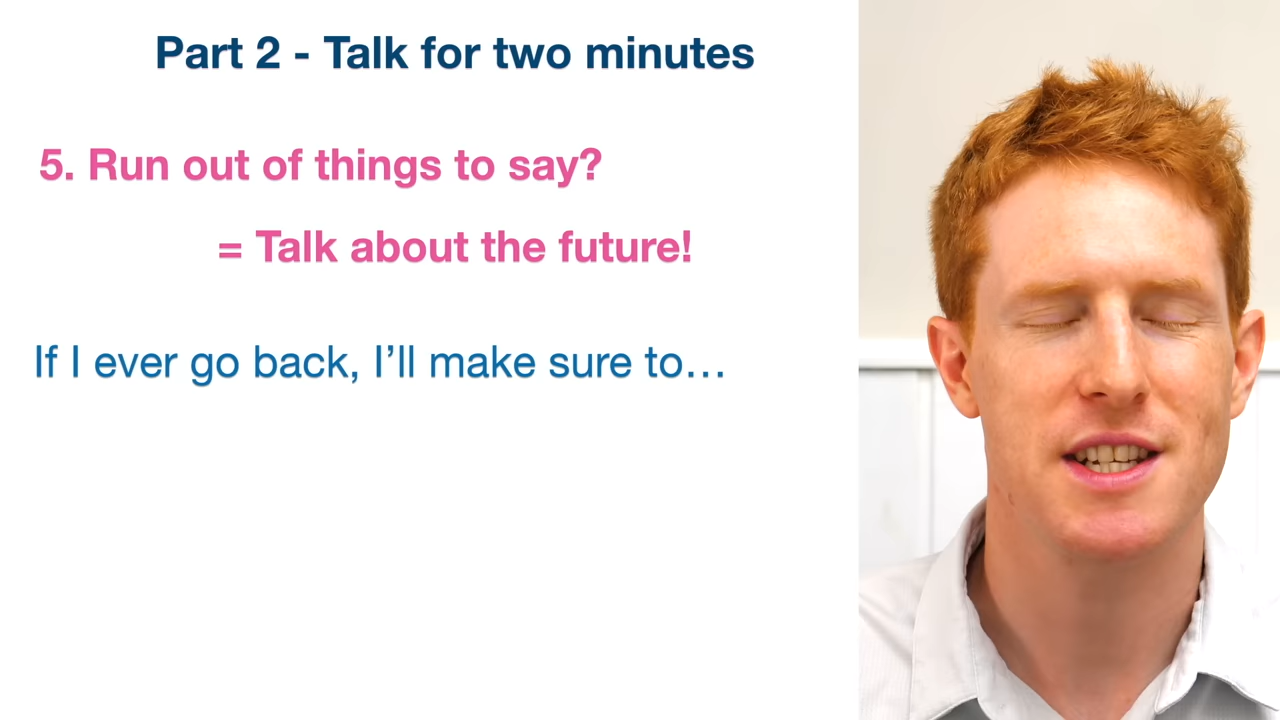 Part 2 - Talk for two minutes
5. Run out of things to say?
= Talk about the future!
If I ever go back, I’ll make sure to…